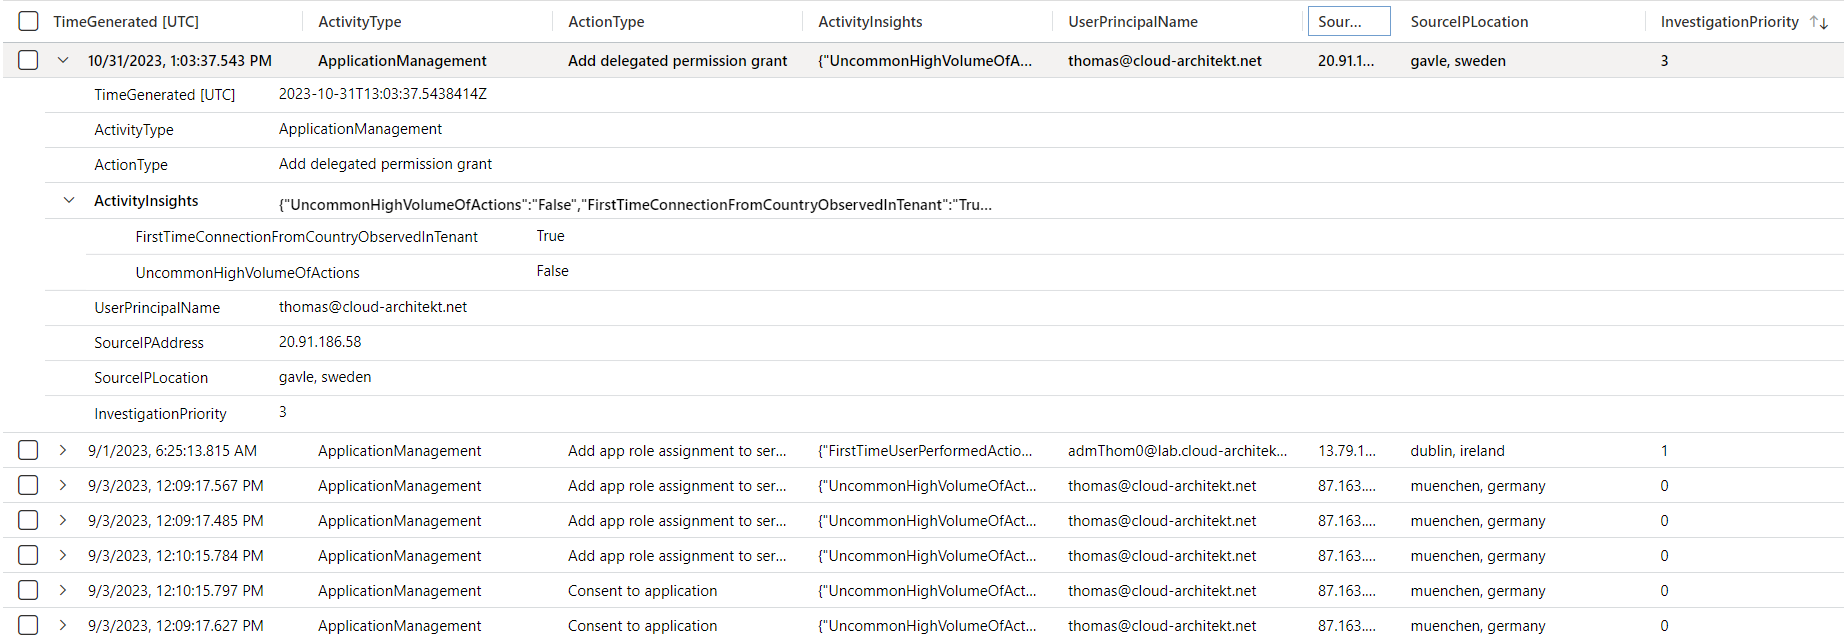 TimeGenerated [UTC] ActivityType ActionType ActivityInsights UserPrincipalName Sour... SourceIPLocation InvestigationPriority ↑↓
10/31/2023, 1:03:37.543 PM ApplicationManagement Add delegated permission grant {"UncommonHighVolumeOfA... thomas@cloud-architekt.net 20.91.1... gavle, sweden 3
TimeGenerated [UTC] 2023-10-31T13:03:37.5438414Z
ActivityType ApplicationManagement
ActionType Add delegated permission grant
ActivityInsights {"UncommonHighVolumeOfActions":"False","FirstTimeConnectionFromCountryObservedInTenant":"Tru...
FirstTimeConnectionFromCountryObservedInTenant True
UncommonHighVolumeOfActions False
UserPrincipalName thomas@cloud-architekt.net
SourceIPAddress 20.91.186.58
SourceIPLocation gavle, sweden
InvestigationPriority 3
9/1/2023, 6:25:13.815 AM ApplicationManagement Add app role assignment to ser... {"FirstTimeUserPerformedActio... admThom0@lab.cloud-architek... 13.79.1... dublin, ireland 1
9/3/2023, 12:09:17.567 PM ApplicationManagement Add app role assignment to ser... {"UncommonHighVolumeOfAct... thomas@cloud-architekt.net 87.163.... muenchen, germany 0
9/3/2023, 12:09:17.485 PM ApplicationManagement Add app role assignment to ser... {"UncommonHighVolumeOfAct... thomas@cloud-architekt.net 87.163.... muenchen, germany 0
9/3/2023, 12:10:15.784 PM ApplicationManagement Add app role assignment to ser... {"UncommonHighVolumeOfAct... thomas@cloud-architekt.net 87.163.... muenchen, germany 0
9/3/2023, 12:10:15.797 PM ApplicationManagement Consent to application {"UncommonHighVolumeOfAct... thomas@cloud-architekt.net 87.163.... muenchen, germany 0
9/3/2023, 12:09:17.627 PM ApplicationManagement Consent to application {"UncommonHighVolumeOfAct... thomas@cloud-architekt.net 87.163.... muenchen, germany 0